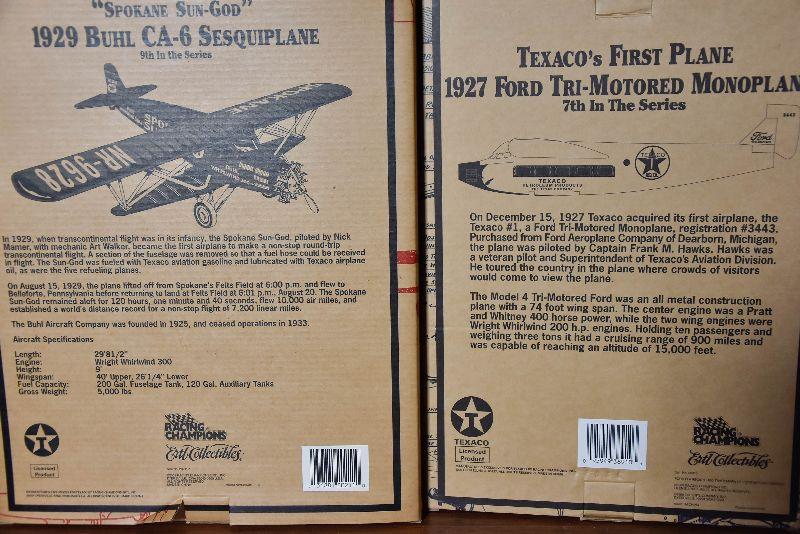 "SPOKANE SUN-GOD"
1929 BUHL CA-6 SESQUIPLANE
9th In the Series
SPO
NR-9628
In 1929, when transcontinental flight was in its infancy, the Spokane Sun-God, piloted by Nick
Mamer, with mechanic Art Walker, became the first airplane to make a non-stop round-trip
transcontinental flight. A section of the fuselage was removed so that a fuel hose could be received
in flight. The Sun-God was fueled with Texaco aviation gasoline and lubricated with Texaco airplane
oil, as were the five refueling planes.
On August 15, 1929, the plane lifted off from Spokane's Felts Field at 6:00 p.m. and flew to
Bellefonte, Pennsylvania before returning to land at Felts Field at 6:01 p.m., August 20. The Spokane
Sun-God remained aloft for 120 hours, one minute and 40 seconds, flew 10,000 air miles, and
established a world's distance record for a non-stop flight of 7,200 linear miles.
The Buhl Aircraft Company was founded in 1925, and ceased operations in 1933.
Aircraft Specifications
Length: 29'81/2"
Engine: Wright Whirlwind 300
Height: 9'
Wingspan: 40' Upper, 26'1/4" Lower
Fuel Capacity: 200 Gal. Fuselage Tank, 120 Gal. Auxiliary Tanks
Gross Weight: 5,000 lbs
T
Licensed
Product
RACING
CHAMPIONS
Ertl Collectibles
TEXACO'S FIRST PLANE
1927 FORD TRI-MOTORED MONOPLAN
7th In The Series
3443
Ford
TEXACO
TEXACO
PETROLEUM PRODUCTS
On December 15, 1927 Texaco acquired its first airplane, the
Texaco #1, a Ford Tri-Motored Monoplane, registration #3443.
Purchased from Ford Aeroplane Company of Dearborn, Michigan,
the plane was piloted by Captain Frank M. Hawks. Hawks was
a veteran pilot and Superintendent of Texaco's Aviation Division.
He toured the country in the plane where crowds of visitors
would come to view the plane.
The Model 4 Tri-Motored Ford was an all metal construction
plane with a 74 foot wing span. The center engine was a Pratt
and Whitney 400 horse power, while the two wing engines were
Wright Whirlwind 200 h.p. engines. Holding ten passengers and
weighing three tons it had a cruising range of 900 miles and
was capable of reaching an altitude of 15,000 feet.
T
TEXACO
Licensed
Product
RACING
CHAMPIONS
Ertl Collectibles